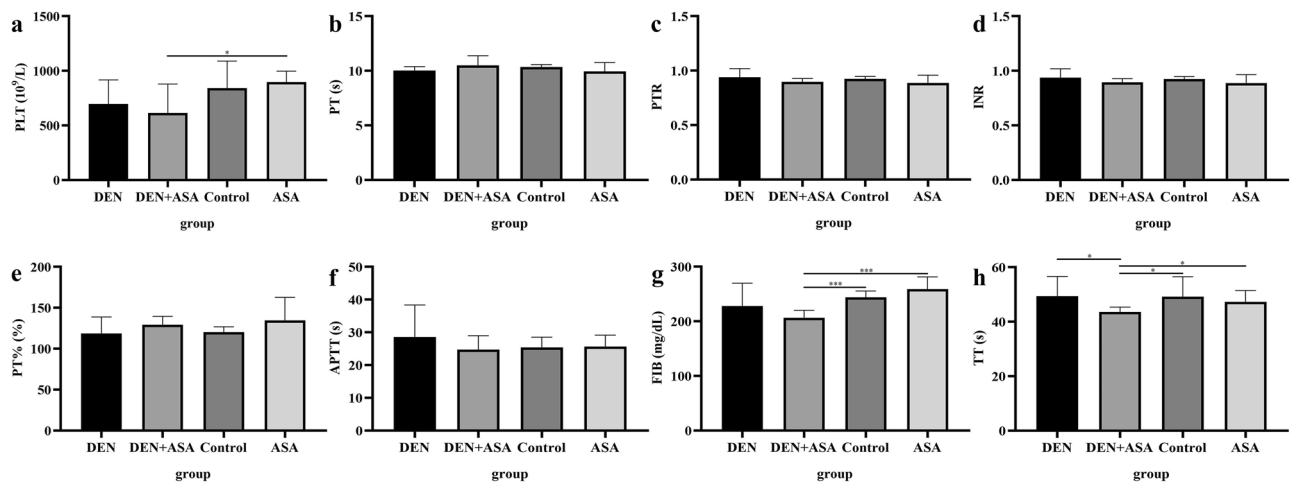 a
PLT (10⁹/L)
1500
1000
500
0
*
DEN DEN+ASA Control ASA
group
b
PT (s)
15
10
5
0
DEN DEN+ASA Control ASA
group
c
PTR
1.5
1.0
0.5
0.0
DEN DEN+ASA Control ASA
group
d
INR
1.5
1.0
0.5
0.0
DEN DEN+ASA Control ASA
group
e
PT% (%)
200
150
100
50
0
DEN DEN+ASA Control ASA
group
f
APTT (s)
50
40
30
20
10
0
DEN DEN+ASA Control ASA
group
g
FIB (mg/dL)
300
200
100
0
***
***
DEN DEN+ASA Control ASA
group
h
TT (s)
60
40
20
0
*
*
*
DEN DEN+ASA Control ASA
group